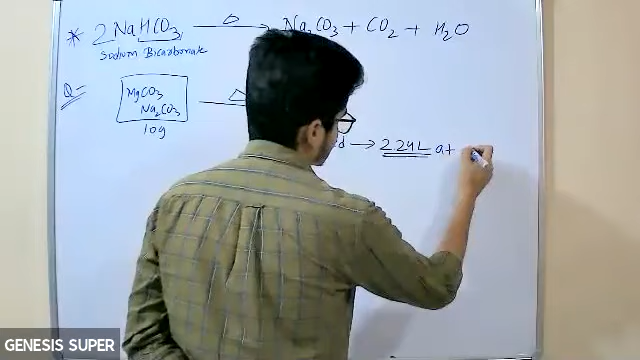 * 2NaHCO3 —Δ→ Na2CO3 + CO2 + H2O
Sodium Bicarbonate
Q-
MgCO3
Na2CO3
10g
2.24L at
GENESIS SUPER